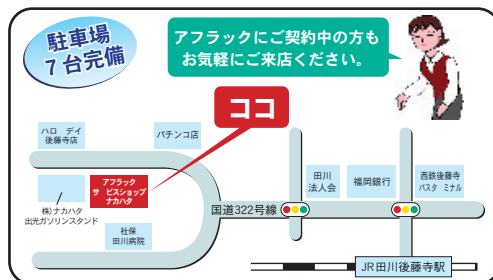 駐車場
7台完備
アフラックにご契約中の方も
お気軽にご来店ください。
ココ
ハロ デイ
後藤寺店
パチンコ店
アフラック
サ ビスショップ
ナカハタ
㈱ナカハタ
出光ガソリンスタンド
社保
田川病院
国道322号線
田川
法人会
福岡銀行
西鉄後藤寺
バスタ ミナル
JR田川後藤寺駅